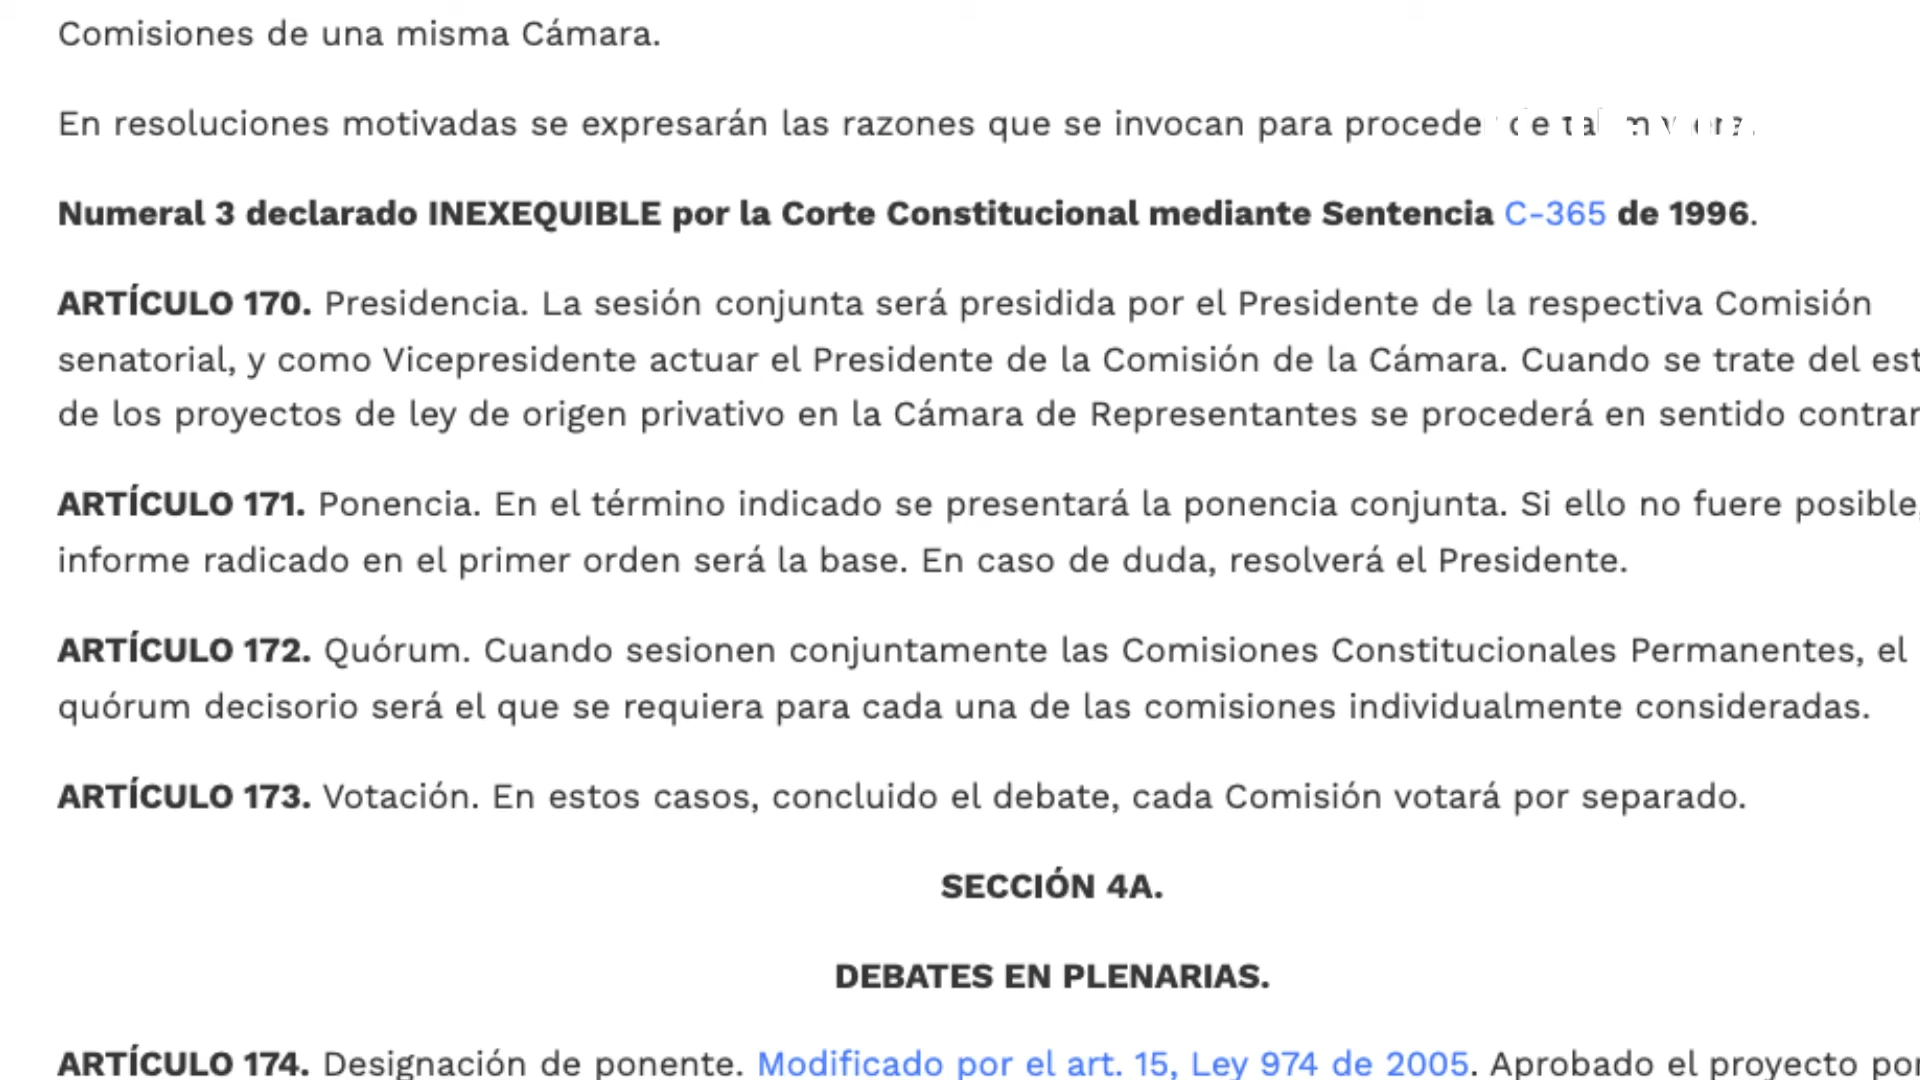 Comisiones de una misma Cámara.
En resoluciones motivadas se expresarán las razones que se invocan para proceder de tal manera.
Numeral 3 declarado INEXEQUIBLE por la Corte Constitucional mediante Sentencia C-365 de 1996.
ARTÍCULO 170. Presidencia. La sesión conjunta será presidida por el Presidente de la respectiva Comisión
senatorial, y como Vicepresidente actuar el Presidente de la Comisión de la Cámara. Cuando se trate del est
de los proyectos de ley de origen privativo en la Cámara de Representantes se procederá en sentido contrar
ARTÍCULO 171. Ponencia. En el término indicado se presentará la ponencia conjunta. Si ello no fuere posible,
informe radicado en el primer orden será la base. En caso de duda, resolverá el Presidente.
ARTÍCULO 172. Quórum. Cuando sesionen conjuntamente las Comisiones Constitucionales Permanentes, el
quórum decisorio será el que se requiera para cada una de las comisiones individualmente consideradas.
ARTÍCULO 173. Votación. En estos casos, concluido el debate, cada Comisión votará por separado.
SECCIÓN 4A.
DEBATES EN PLENARIAS.
ARTÍCULO 174. Designación de ponente. Modificado por el art. 15, Ley 974 de 2005. Aprobado el proyecto por